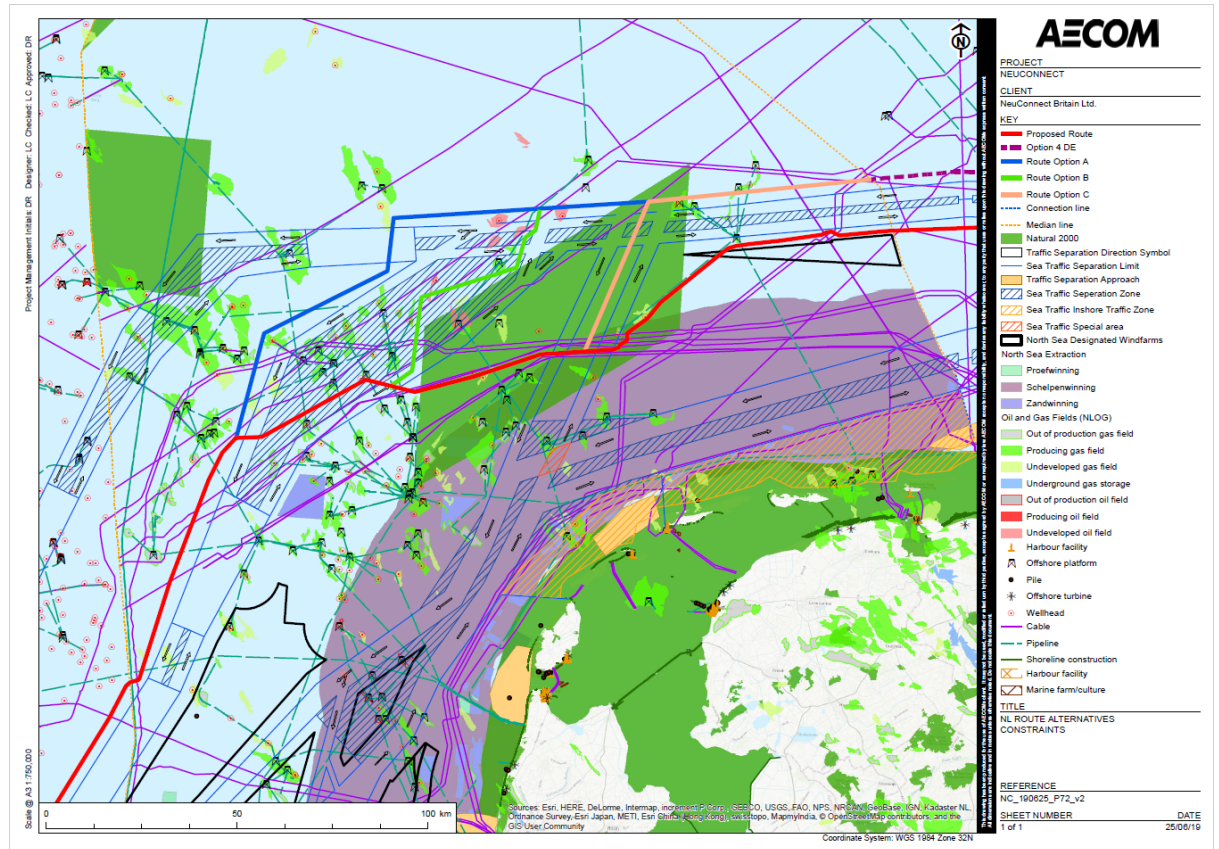 Project Management Initials: DR Designer: LC Checked: LC Approved: DR
Scale @ A3 1:750,000
N
0 50 100 km
Sources: Esri, HERE, DeLorme, Intermap, increment P Corp., GEBCO, USGS, FAO, NPS, NRCAN, GeoBase, IGN, Kadaster NL,
Ordnance Survey, Esri Japan, METI, Esri China (Hong Kong), swisstopo, MapmyIndia, © OpenStreetMap contributors, and the
GIS User Community
Coordinate System: WGS 1984 Zone 32N
AECOM
PROJECT
NEUCONNECT
CLIENT
NeuConnect Britain Ltd.
KEY
Proposed Route
Option 4 DE
Route Option A
Route Option B
Route Option C
Connection line
Median line
Natural 2000
Traffic Separation Direction Symbol
Sea Traffic Separation Limit
Traffic Separation Approach
Sea Traffic Seperation Zone
Sea Traffic Inshore Traffic Zone
Sea Traffic Special area
North Sea Designated Windfarms
North Sea Extraction
Proefwinning
Schelpenwinning
Zandwinning
Oil and Gas Fields (NLOG)
Out of production gas field
Producing gas field
Undeveloped gas field
Underground gas storage
Out of production oil field
Producing oil field
Undeveloped oil field
Harbour facility
Offshore platform
Pile
Offshore turbine
Wellhead
Cable
Pipeline
Shoreline construction
Harbour facility
Marine farm/culture
TITLE
NL ROUTE ALTERNATIVES
CONSTRAINTS
REFERENCE
NC_190625_P72_v2
SHEET NUMBER DATE
1 of 1 25/06/19